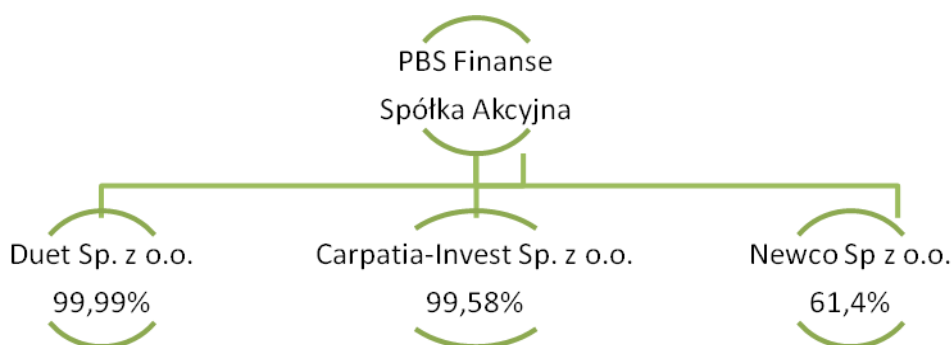 PBS Finanse
Spółka Akcyjna
Duet Sp. z o.o.
99,99%
Carpatia-Invest Sp. z o.o.
99,58%
Newco Sp z o.o.
61,4%